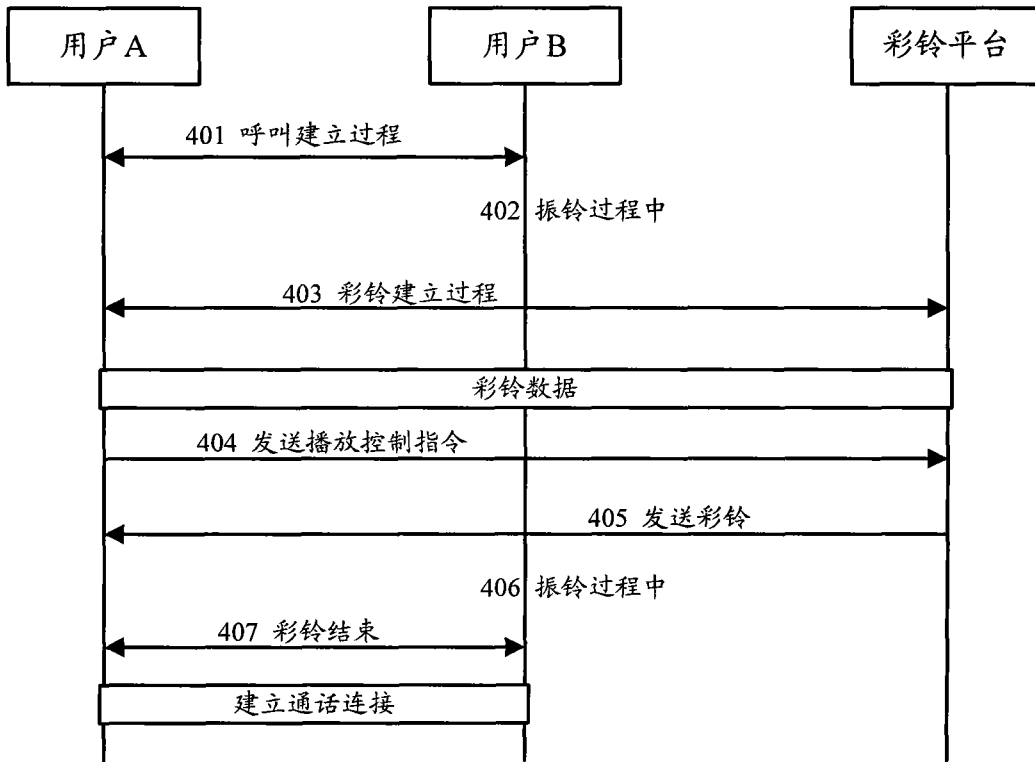 用户A
用户B
彩铃平台
401 呼叫建立过程
402 振铃过程中
403 彩铃建立过程
彩铃数据
404 发送播放控制指令
405 发送彩铃
406 振铃过程中
407 彩铃结束
建立通话连接